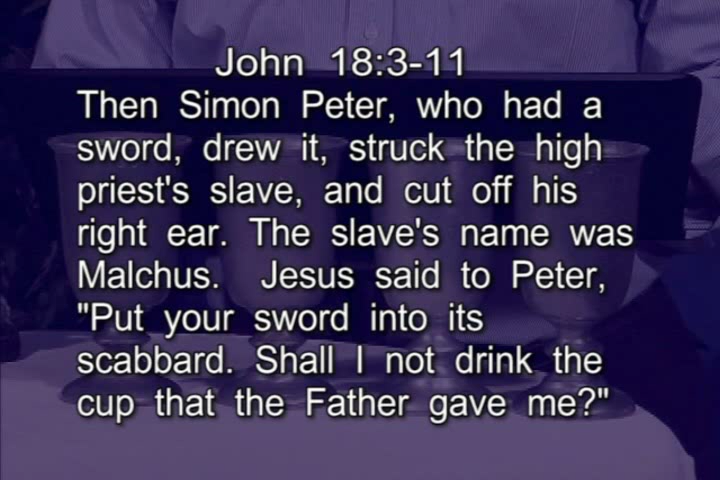 John 18:3-11
Then Simon Peter, who had a
sword, drew it, struck the high
priest's slave, and cut off his
right ear. The slave's name was
Malchus. Jesus said to Peter,
"Put your sword into its
scabbard. Shall I not drink the
cup that the Father gave me?"